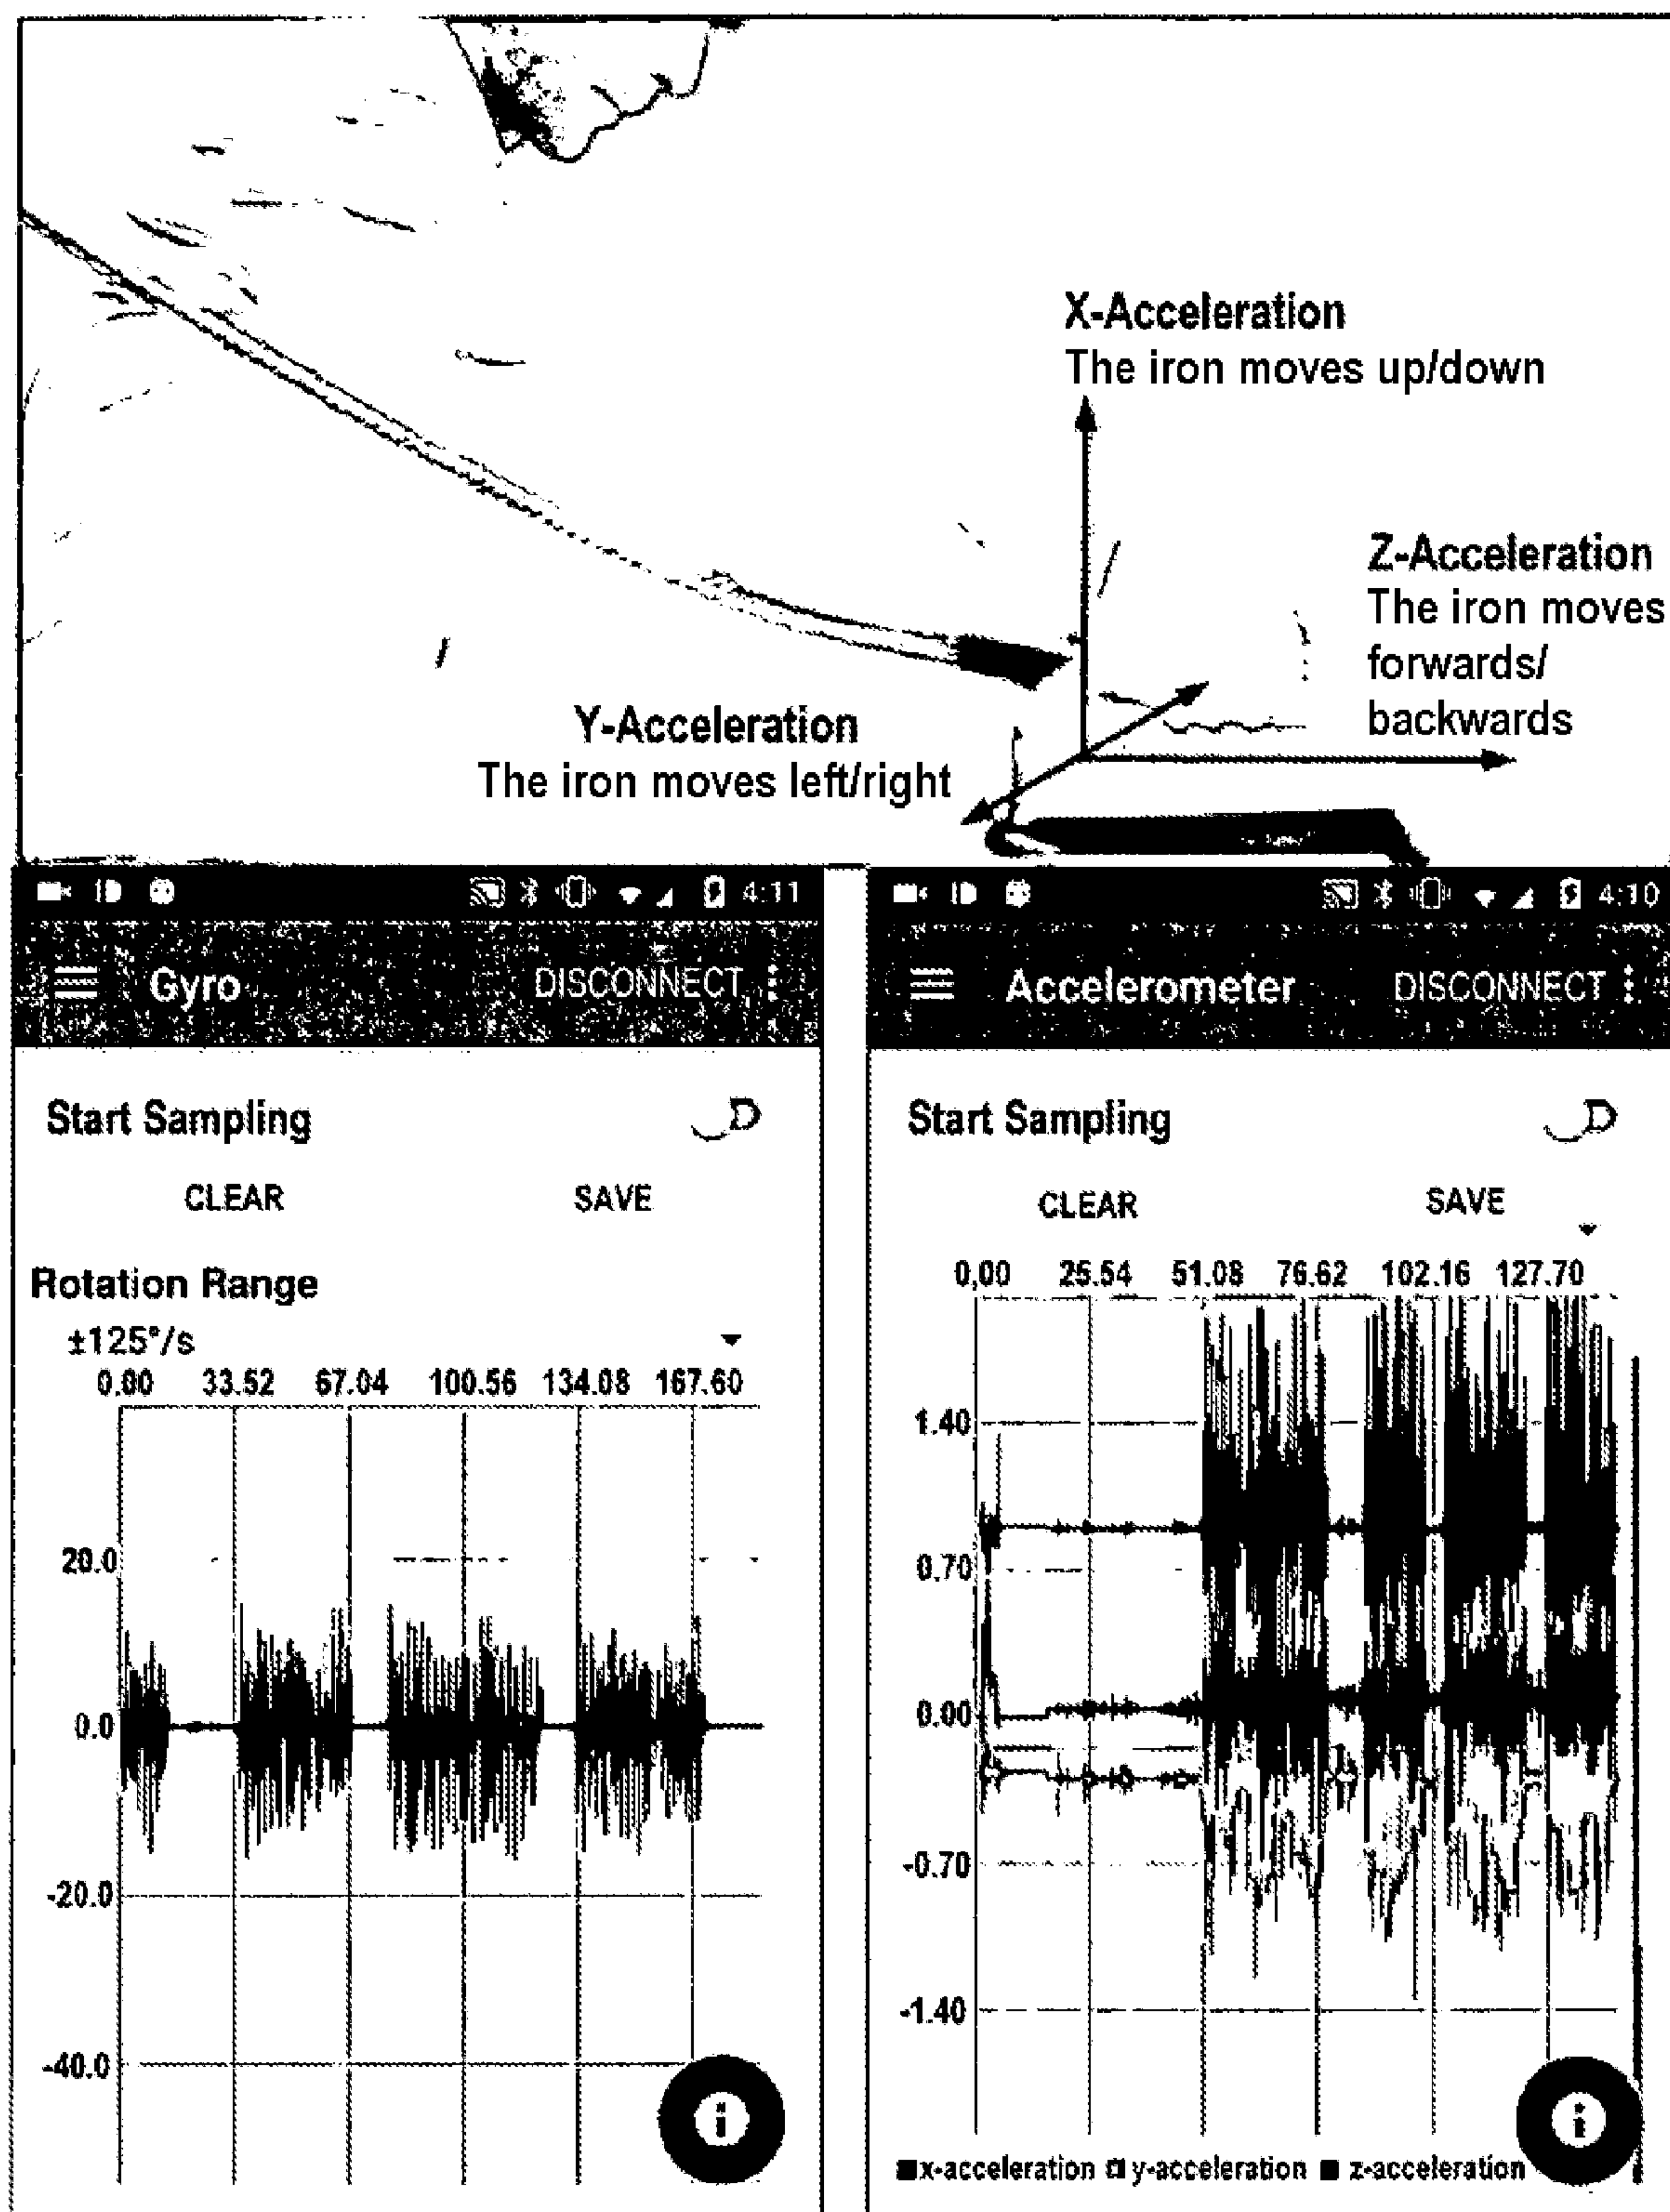 X-Acceleration
The iron moves up/down
Z-Acceleration
The iron moves
forwards/
backwards
Y-Acceleration
The iron moves left/right
4:11
Gyro
DISCONNECT
Start Sampling
CLEAR
SAVE
Rotation Range
±125°/s
0.00 33.52 67.04 100.56 134.08 167.60
20.0
0.0
-20.0
-40.0
i
4:10
Accelerometer
DISCONNECT
Start Sampling
CLEAR
SAVE
0,00 25.54 51.08 76.62 102.16 127.70
1.40
0.70
0.00
-0.70
-1.40
i
x-acceleration y-acceleration z-acceleration